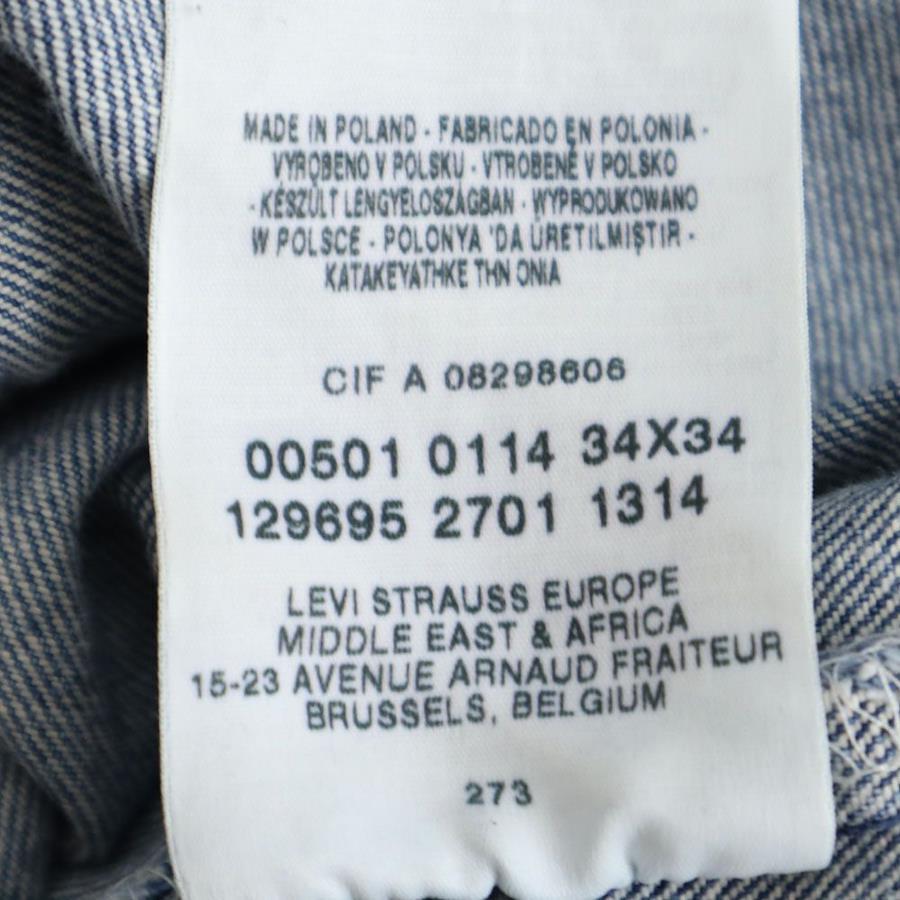 MADE IN POLAND - FABRICADO EN POLONIA -
VYROBENO V POLSKU - VTROBENÉ V POLSKO
- KÉSZÜLT LENGYELOSZÁGBAN - WYPRODUKOWANO
W POLSCE - POLONYA 'DA ÜRETILMIŞTIR -
KATAKEYATHKE THN ONIA
CIF A 08298606
00501 0114 34X34
129695 2701 1314
LEVI STRAUSS EUROPE
MIDDLE EAST & AFRICA
15-23 AVENUE ARNAUD FRAITEUR
BRUSSELS, BELGIUM
273